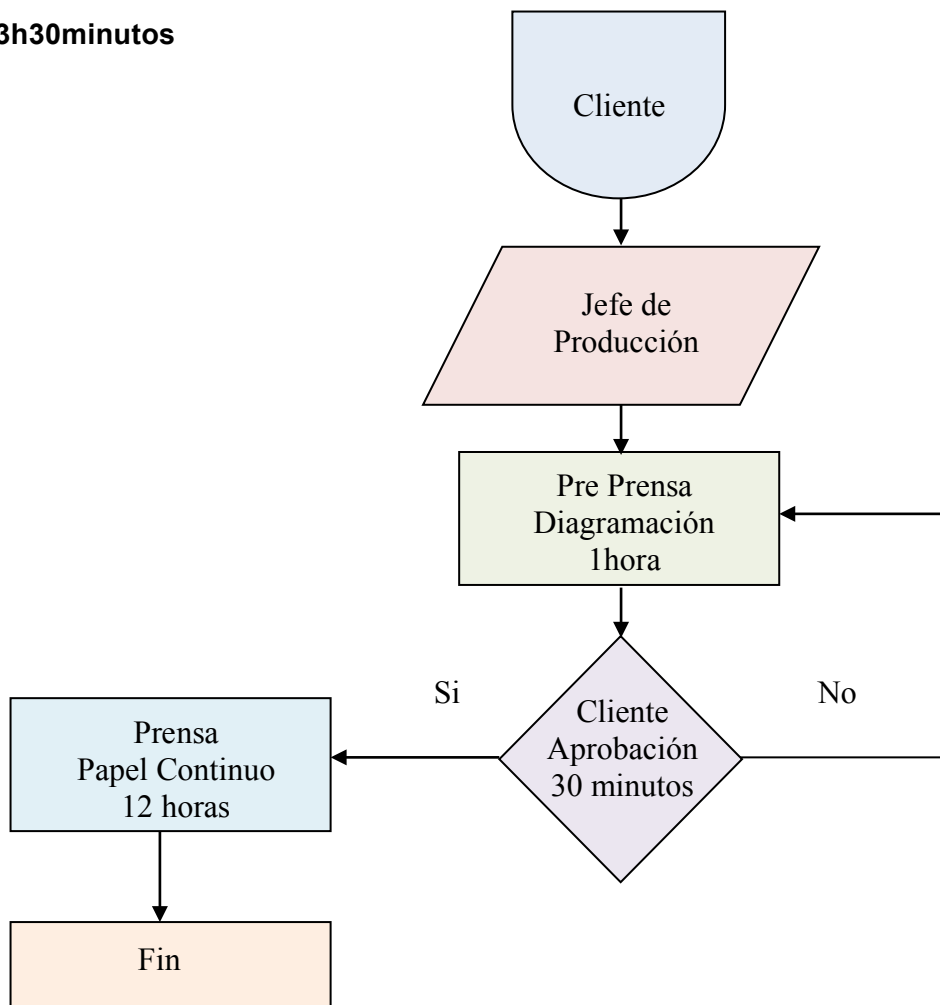 3h30minutos
Cliente
Jefe de
Producción
Pre Prensa
Diagramación
1hora
Si
No
Cliente
Aprobación
30 minutos
Prensa
Papel Continuo
12 horas
Fin